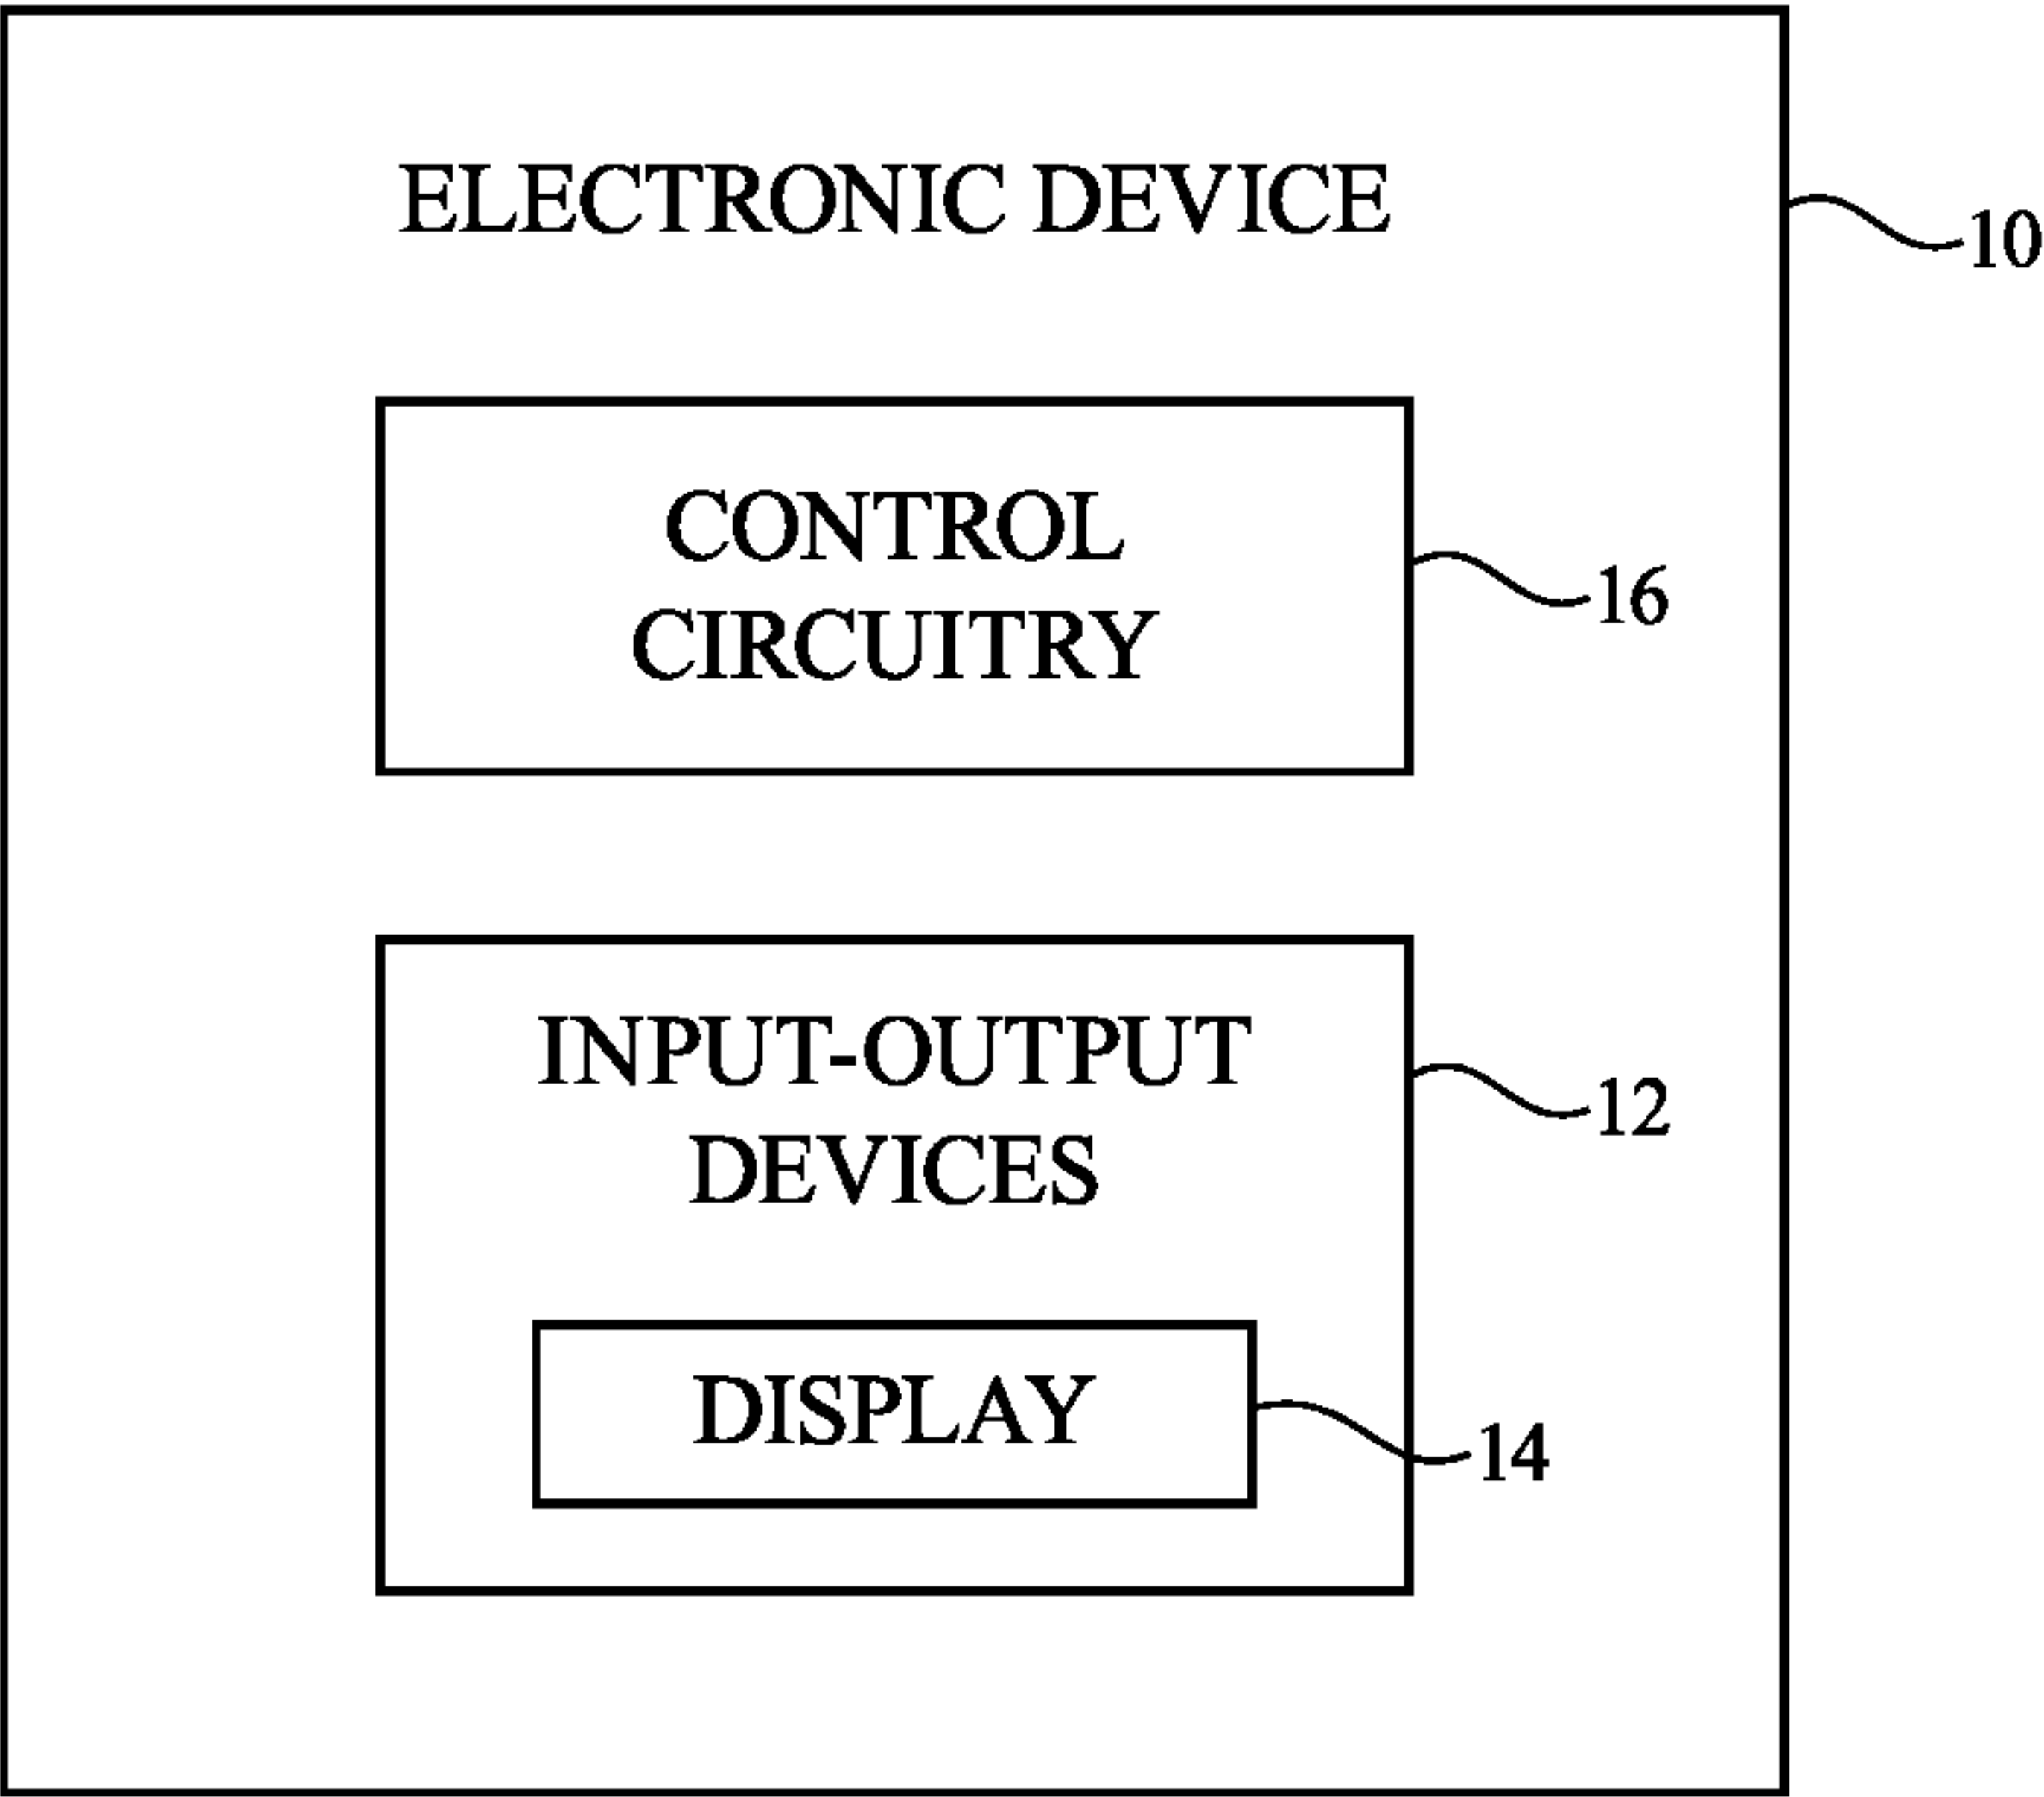 ELECTRONIC DEVICE
10
CONTROL
CIRCUITRY
16
INPUT-OUTPUT
DEVICES
12
DISPLAY
14